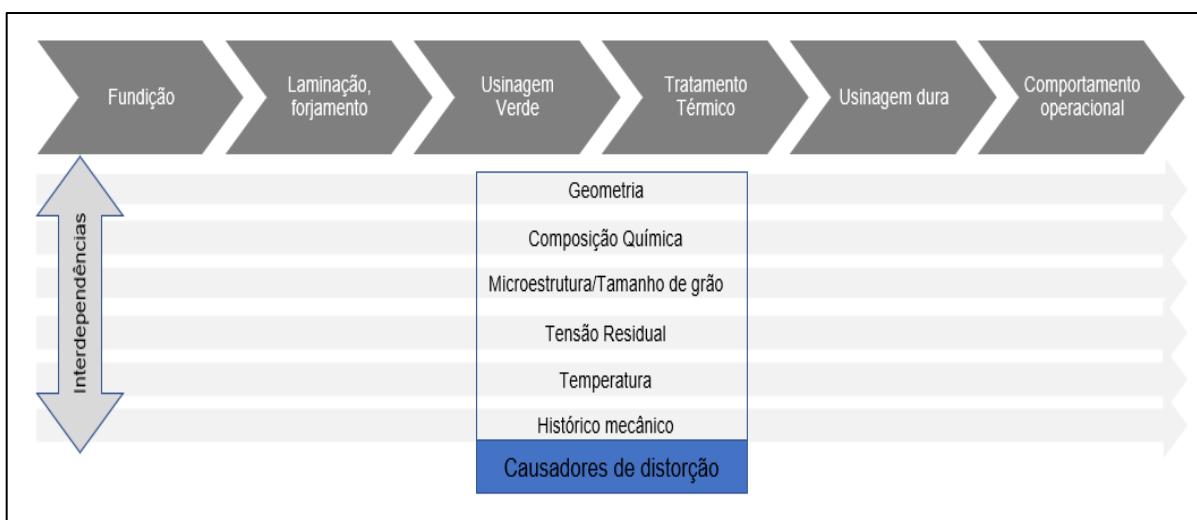 Fundição
Laminação,
forjamento
Usinagem
Verde
Tratamento
Térmico
Usinagem dura
Comportamento
operacional
Interdependências
Geometria
Composição Química
Microestrutura/Tamanho de grão
Tensão Residual
Temperatura
Histórico mecânico
Causadores de distorção